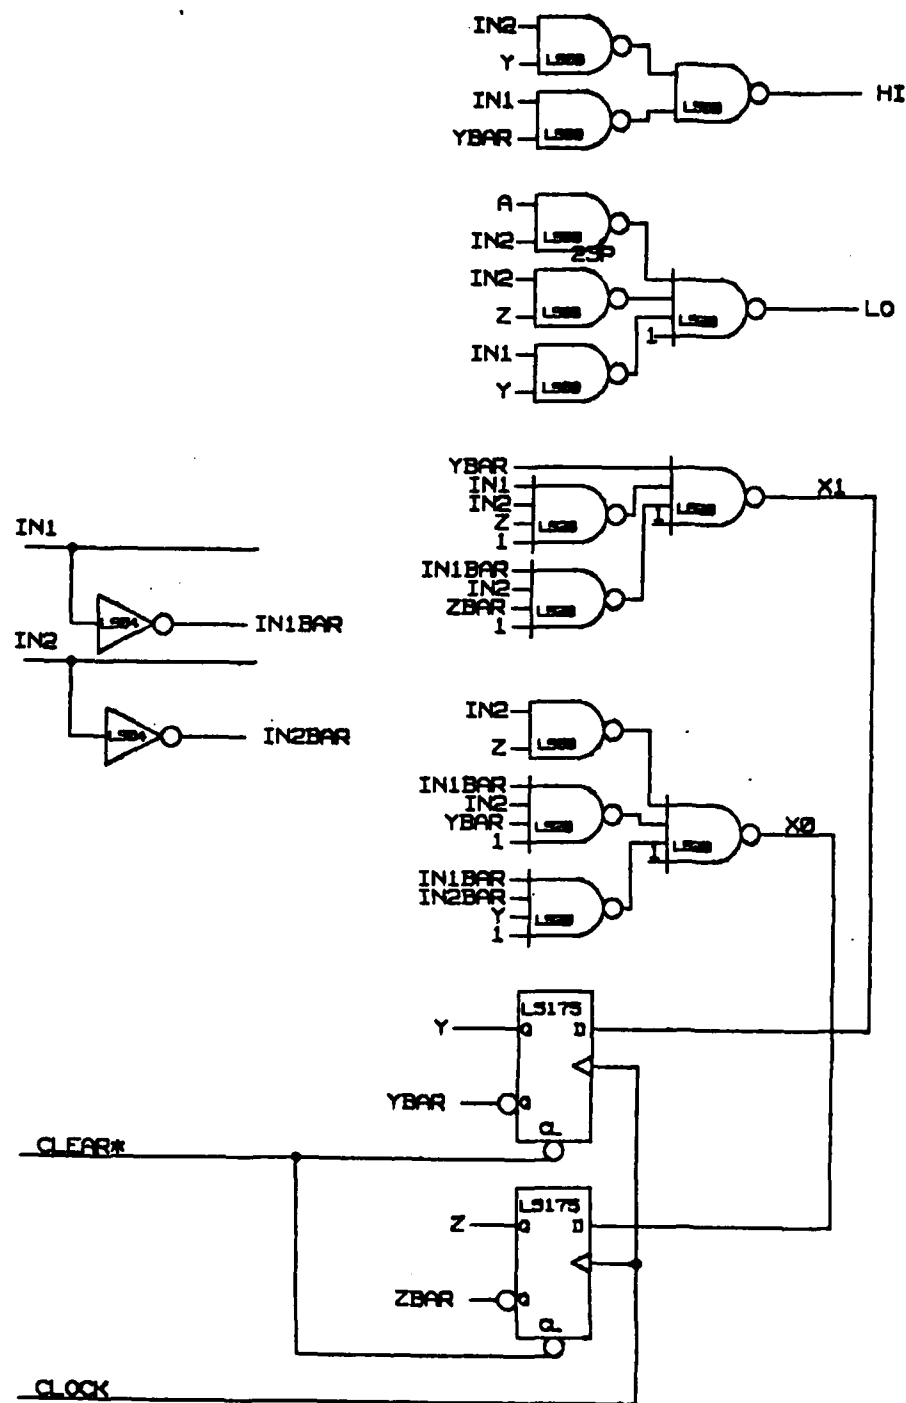 IN2
Y
LS00
IN1
YBAR
LS00
LS00
HI
A
IN2
LS00
2SP
IN2
Z
LS00
IN1
Y
LS00
LS20
1
LO
YBAR
IN1
IN2
Z
1
LS20
IN1BAR
IN2
ZBAR
1
LS20
LS20
1
X1
IN1
LS04
IN1BAR
IN2
LS04
IN2BAR
IN2
Z
LS00
IN1BAR
IN2
YBAR
1
LS20
IN1BAR
IN2BAR
Y
1
LS20
LS20
1
X0
LS175
Y
Q
D
YBAR
Q
CL
CLEAR*
LS175
Z
Q
D
ZBAR
Q
CL
CLOCK